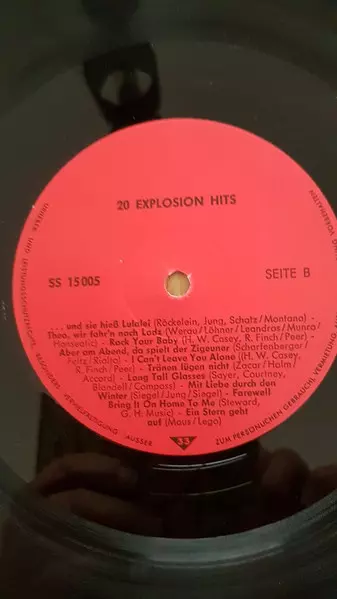 20 EXPLOSION HITS
SS 15005
SEITE B
... und sie hieß Lulalei (Röckelein, Jung, Schatz/Montana) -
Theo, wir fahr'n nach Lodz (Werau/Löhner/Leandros/Munro/
Hanseatic) - Rock Your Baby (H. W. Casey, R. Finch/Peer) -
Aber am Abend, da spielt der Zigeuner (Scharfenberger/
Feltz/Rialto) - I Can't Leave You Alone (H. W. Casey,
R. Finch/Peer) - Tränen lügen nicht (Zacar/Halm/
Accord) - Long Tall Glasses (Sayer, Courtney,
Blandell/Compass) - Mit Liebe durch den
Winter (Siegel/Jung/Siegel) - Farewell
Bring It On Home To Me (Steward,
G. H. Music) - Ein Stern geht
auf (Maus/Lego)
SS
AUSSER
ZUM PERSÖNLICHEN GEBRAUCH)
VORBEHALTEN